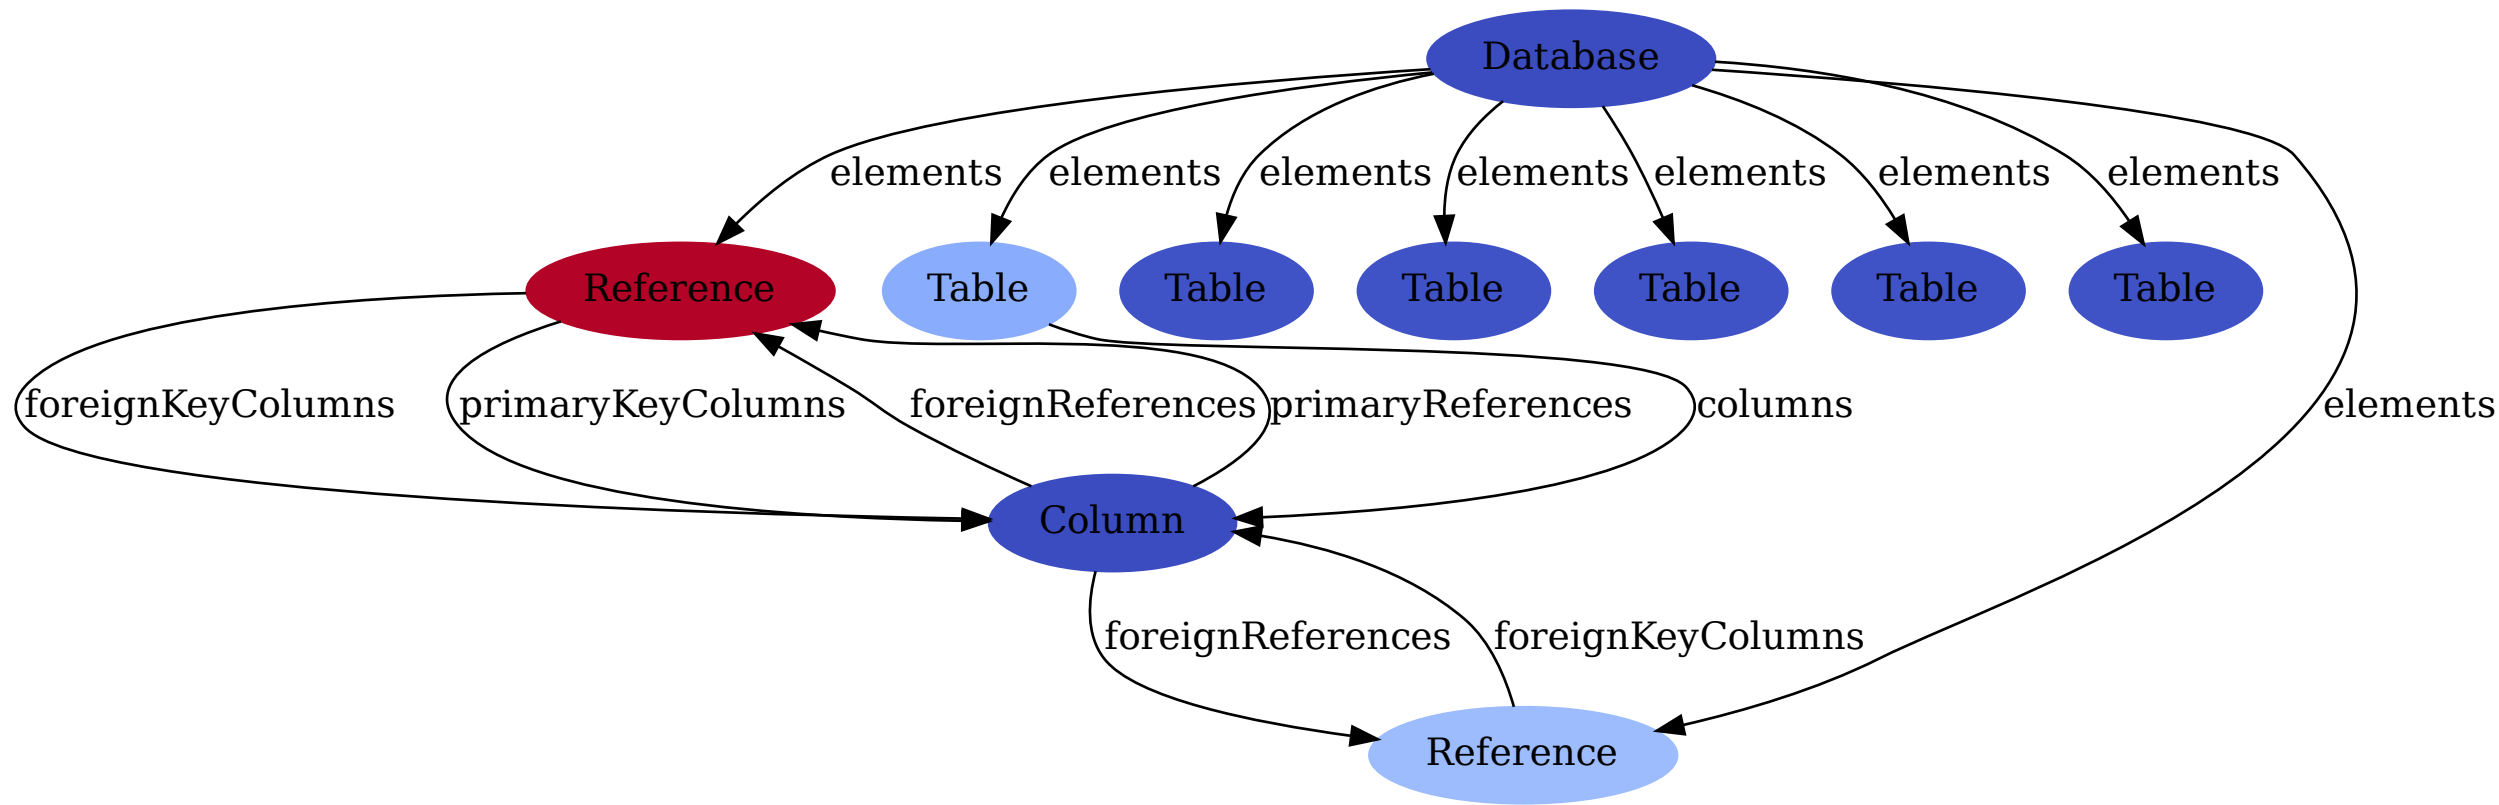 Database
elements
elements
elements
elements
elements
elements
elements
Reference
Table
Table
Table
Table
Table
Table
foreignKeyColumns
primaryKeyColumns
foreignReferences
primaryReferences
columns
elements
Column
foreignReferences
foreignKeyColumns
Reference